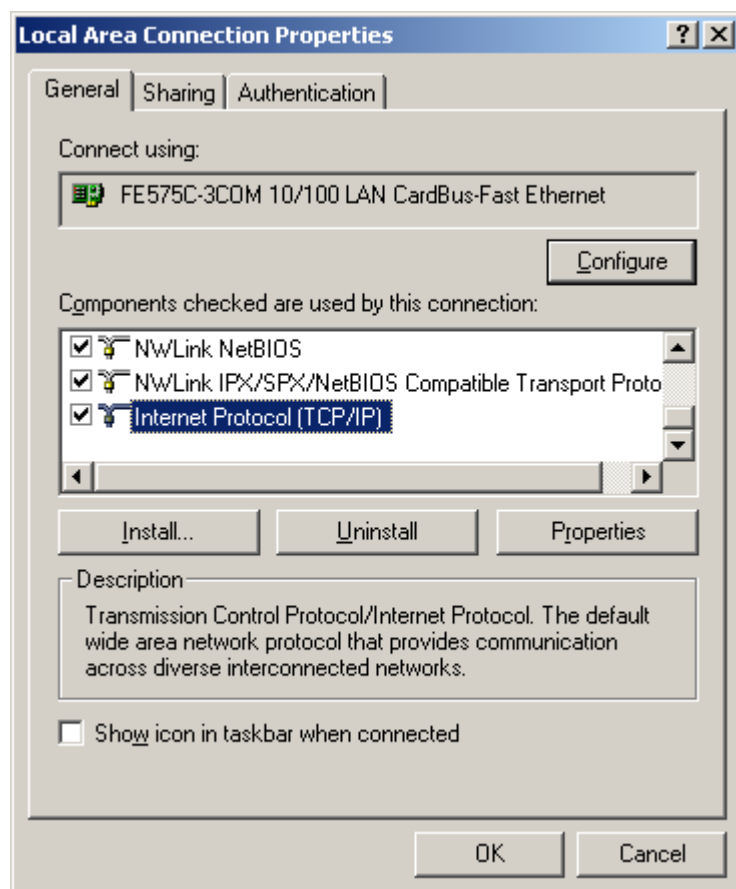 Local Area Connection Properties
General Sharing Authentication
Connect using:
FE575C-3COM 10/100 LAN CardBus-Fast Ethernet
Configure
Components checked are used by this connection:
NWLink NetBIOS
NWLink IPX/SPX/NetBIOS Compatible Transport Proto
Internet Protocol (TCP/IP)
Install... Uninstall Properties
Description
Transmission Control Protocol/Internet Protocol. The default
wide area network protocol that provides communication
across diverse interconnected networks.
Show icon in taskbar when connected
OK Cancel